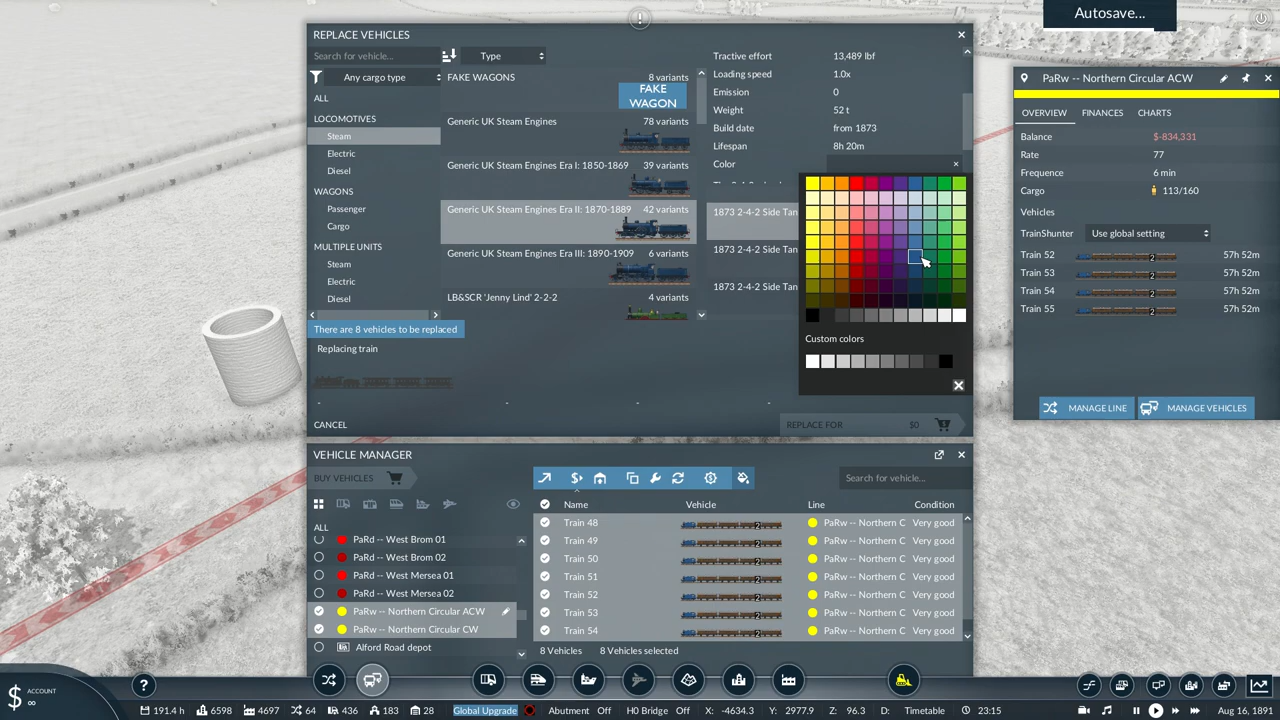 Autosave...
REPLACE VEHICLES
Search for vehicle...
Type
Any cargo type
ALL
LOCOMOTIVES
Steam
Electric
Diesel
WAGONS
Passenger
Cargo
MULTIPLE UNITS
Steam
Electric
Diesel
FAKE WAGONS
8 variants
FAKE
WAGON
Generic UK Steam Engines
78 variants
Generic UK Steam Engines Era I: 1850-1869
39 variants
Generic UK Steam Engines Era II: 1870-1889
42 variants
Generic UK Steam Engines Era III: 1890-1909
6 variants
LB&SCR 'Jenny Lind' 2-2-2
4 variants
Tractive effort 13,489 lbf
Loading speed 1.0x
Emission 0
Weight 52 t
Build date from 1873
Lifespan 8h 20m
Color
1873 2-4-2 Side Tan
1873 2-4-2 Side Tan
1873 2-4-2 Side Tan
Custom colors
There are 8 vehicles to be replaced
Replacing train
CANCEL
REPLACE FOR $0
PaRw -- Northern Circular ACW
OVERVIEW FINANCES CHARTS
Balance $-834,331
Rate 77
Frequence 6 min
Cargo 113/160
Vehicles
TrainShunter Use global setting
Train 52 2 57h 52m
Train 53 2 57h 52m
Train 54 2 57h 52m
Train 55 2 57h 52m
MANAGE LINE
MANAGE VEHICLES
VEHICLE MANAGER
BUY VEHICLES
Search for vehicle...
ALL
PaRd -- West Brom 01
PaRd -- West Brom 02
PaRd -- West Mersea 01
PaRd -- West Mersea 02
PaRw -- Northern Circular ACW
PaRw -- Northern Circular CW
Alford Road depot
Name Vehicle Line Condition
Train 48 2 PaRw -- Northern C Very good
Train 49 2 PaRw -- Northern C Very good
Train 50 2 PaRw -- Northern C Very good
Train 51 2 PaRw -- Northern C Very good
Train 52 2 PaRw -- Northern C Very good
Train 53 2 PaRw -- Northern C Very good
Train 54 2 PaRw -- Northern C Very good
8 Vehicles 8 Vehicles selected
$ ACCOUNT
∞
?
191.4 h 6598 4697 64 436 183 28 Global Upgrade Abutment Off H0 Bridge Off X: -4634.3 Y: 2977.9 Z: 96.3 D: Timetable 23:15 Aug 16, 1891